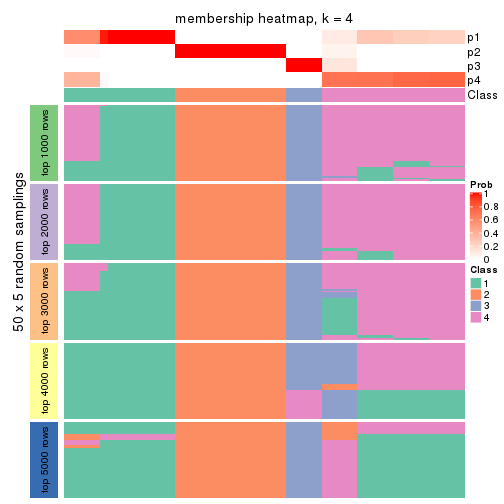 membership heatmap, k = 4
p1
p2
p3
p4
Class
50 x 5 random samplings
top 1000 rows
top 2000 rows
top 3000 rows
top 4000 rows
top 5000 rows
Prob
1
0.8
0.6
0.4
0.2
0
Class
1
2
3
4